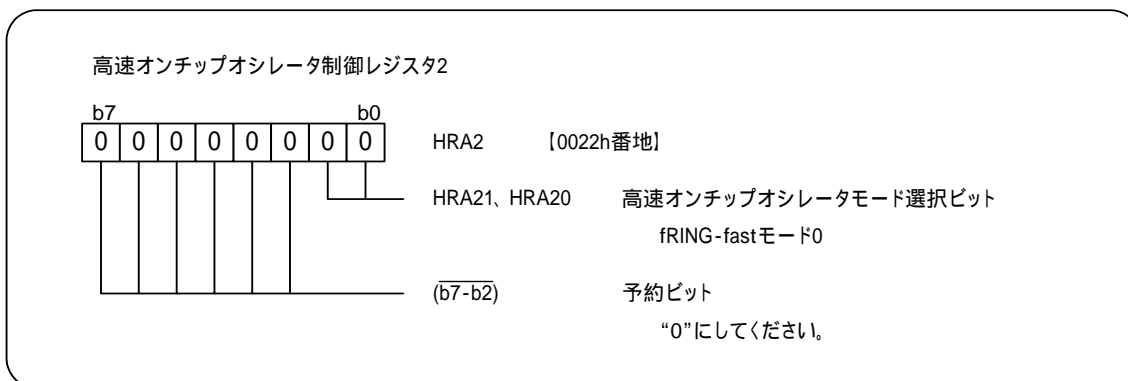 高速オンチップオシレータ制御レジスタ2
b7 b0
0 0 0 0 0 0 0 0 HRA2 【0022h番地】
HRA21、HRA20 高速オンチップオシレータモード選択ビット
fRING-fastモード0
(b7-b2) 予約ビット
“0”にしてください。